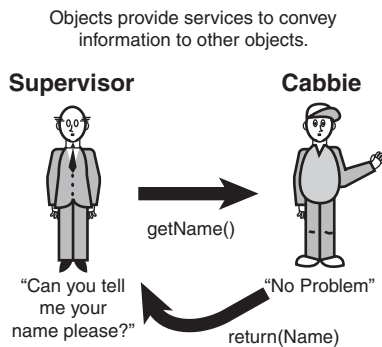 Objects provide services to convey
information to other objects.
Supervisor
Cabbie
getName()
“Can you tell
me your
name please?”
“No Problem”
return(Name)